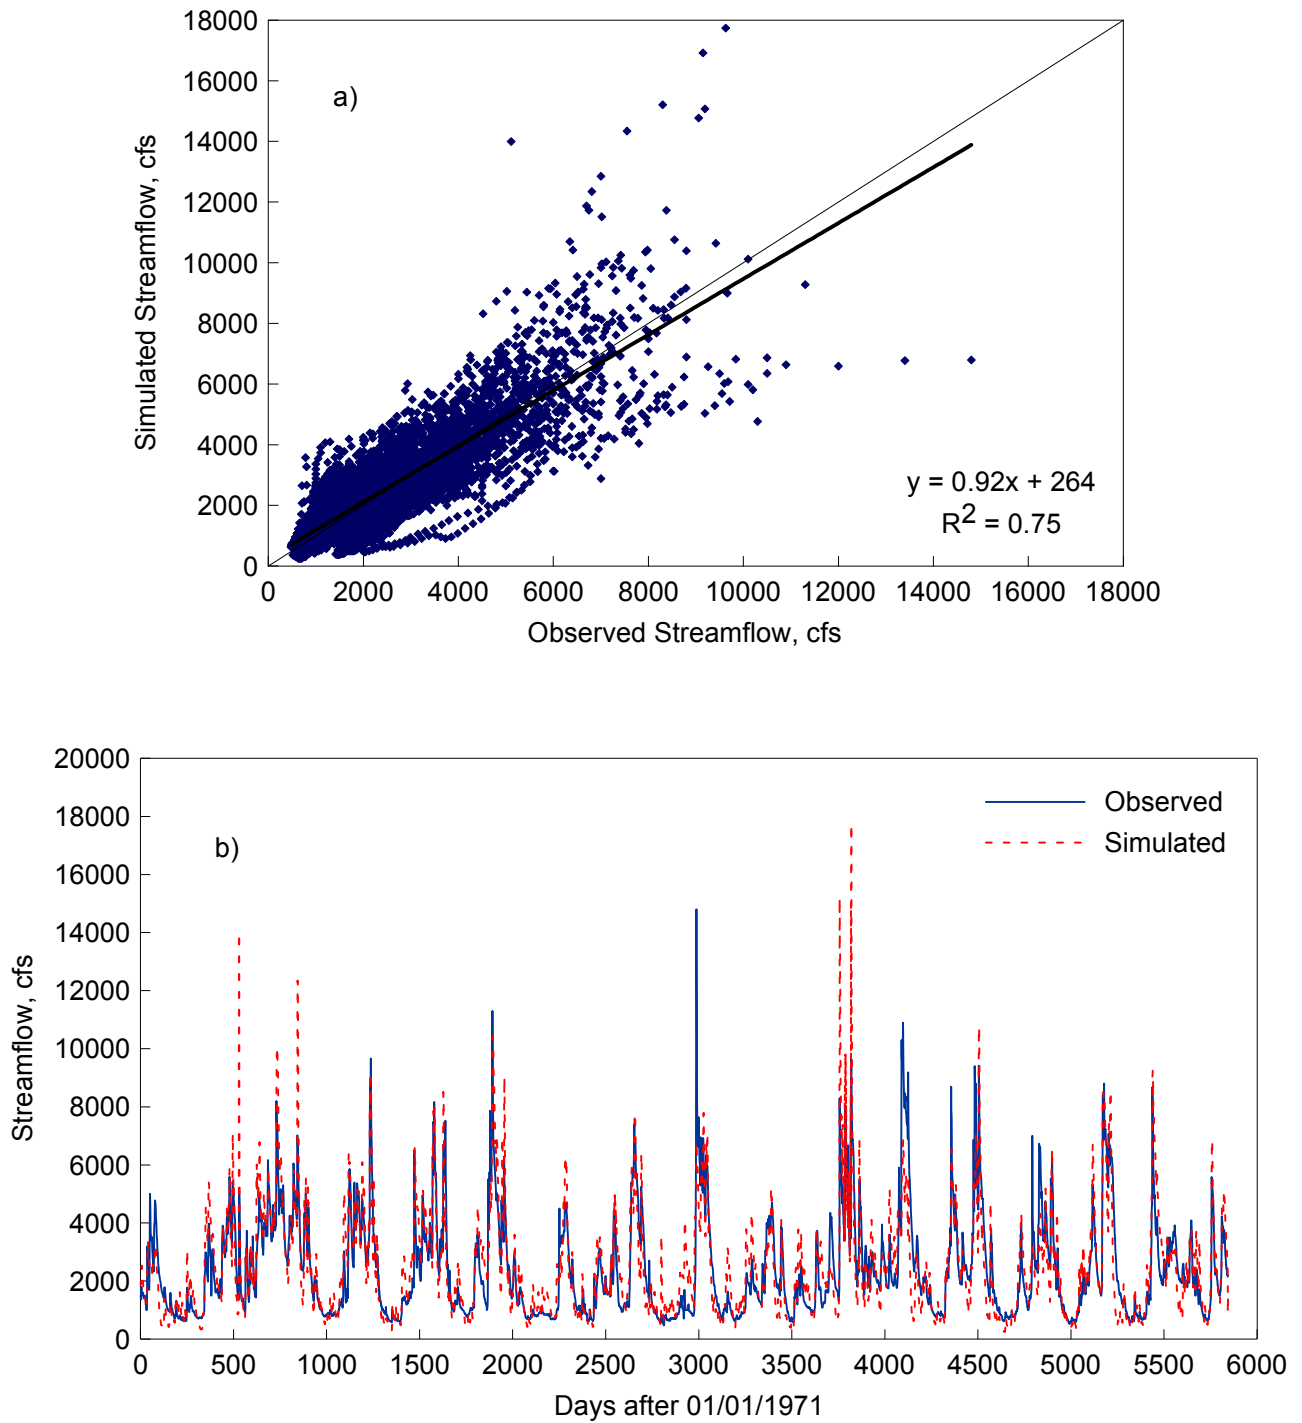 18000
16000
14000
12000
10000
8000
6000
4000
2000
0
Simulated Streamflow, cfs
a)
y = 0.92x + 264
R2 = 0.75
0 2000 4000 6000 8000 10000 12000 14000 16000 18000
Observed Streamflow, cfs
20000
18000
16000
14000
12000
10000
8000
6000
4000
2000
0
Streamflow, cfs
b)
Observed
Simulated
0 500 1000 1500 2000 2500 3000 3500 4000 4500 5000 5500 6000
Days after 01/01/1971